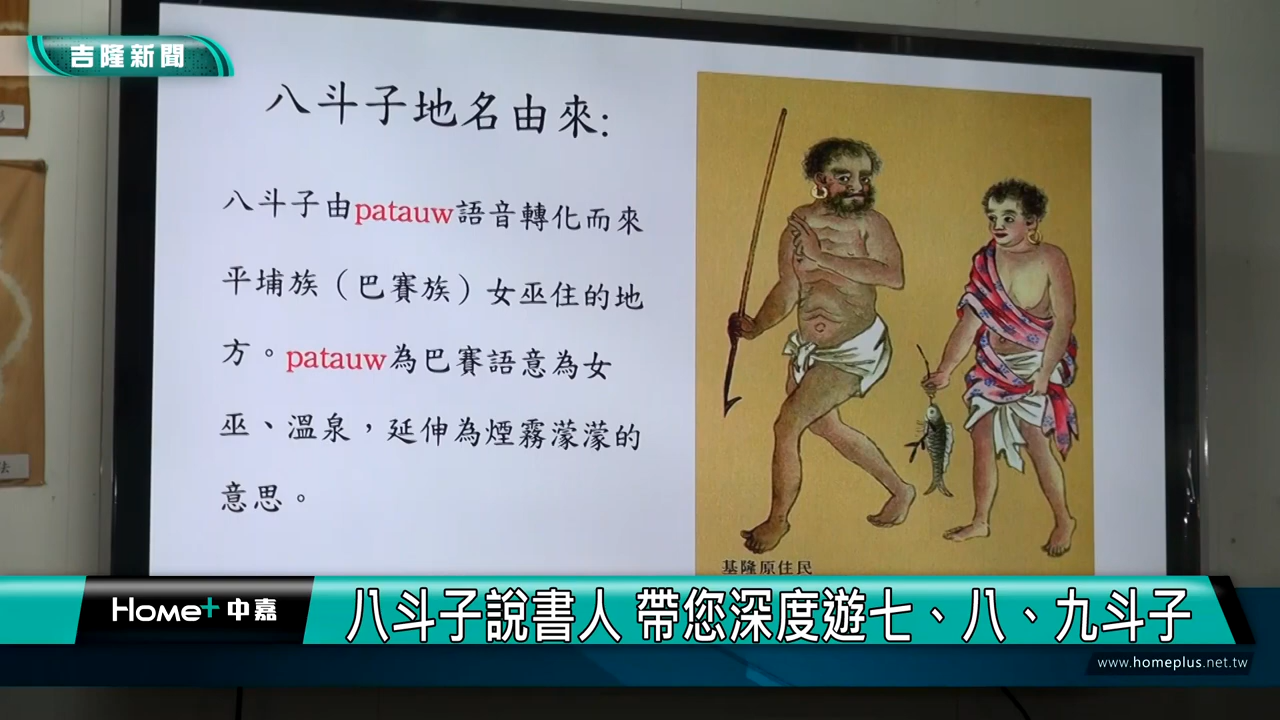 吉隆新聞
八斗子地名由來:
八斗子由patauw語音轉化而來
平埔族（巴賽族）女巫住的地
方。patauw為巴賽語意為女
巫、溫泉，延伸為煙霧濛濛的
意思。
基隆原住民
Home+中嘉
八斗子說書人 帶您深度遊七、八、九斗子
www.homeplus.net.tw
法